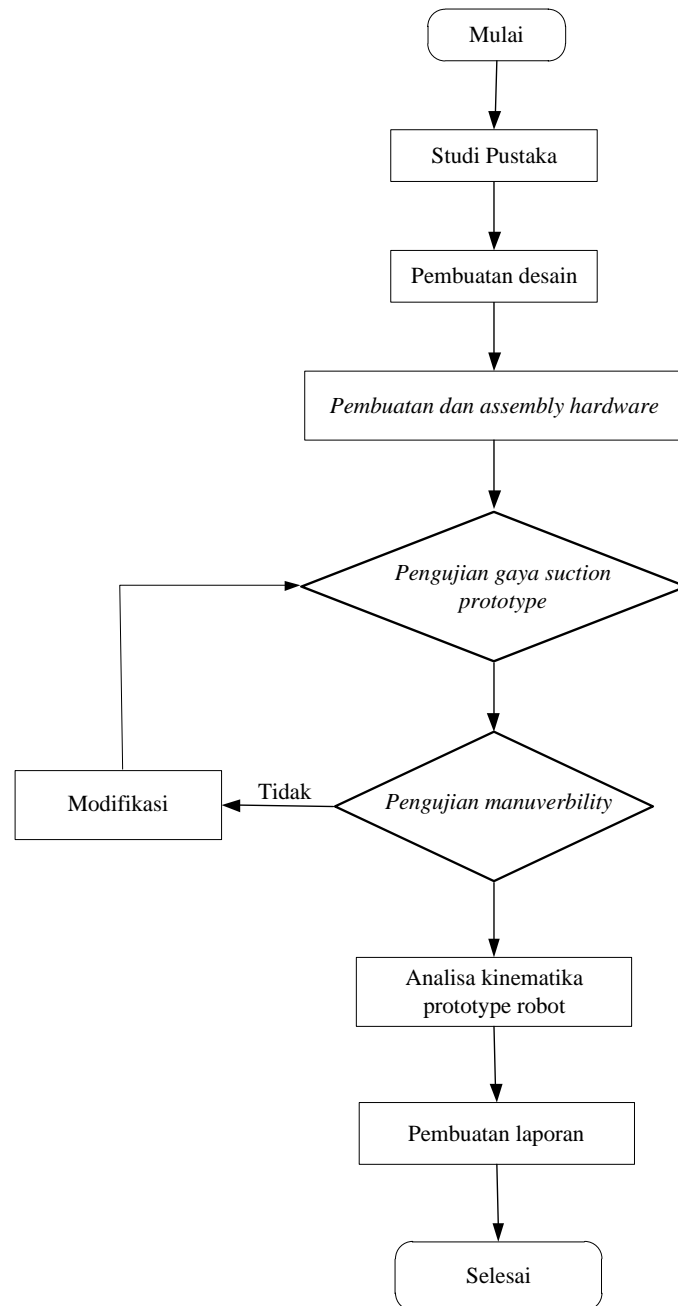 Mulai
Studi Pustaka
Pembuatan desain
Pembuatan dan assembly hardware
Pengujian gaya suction
prototype
Modifikasi
Tidak
Pengujian manuverbility
Analisa kinematika
prototype robot
Pembuatan laporan
Selesai